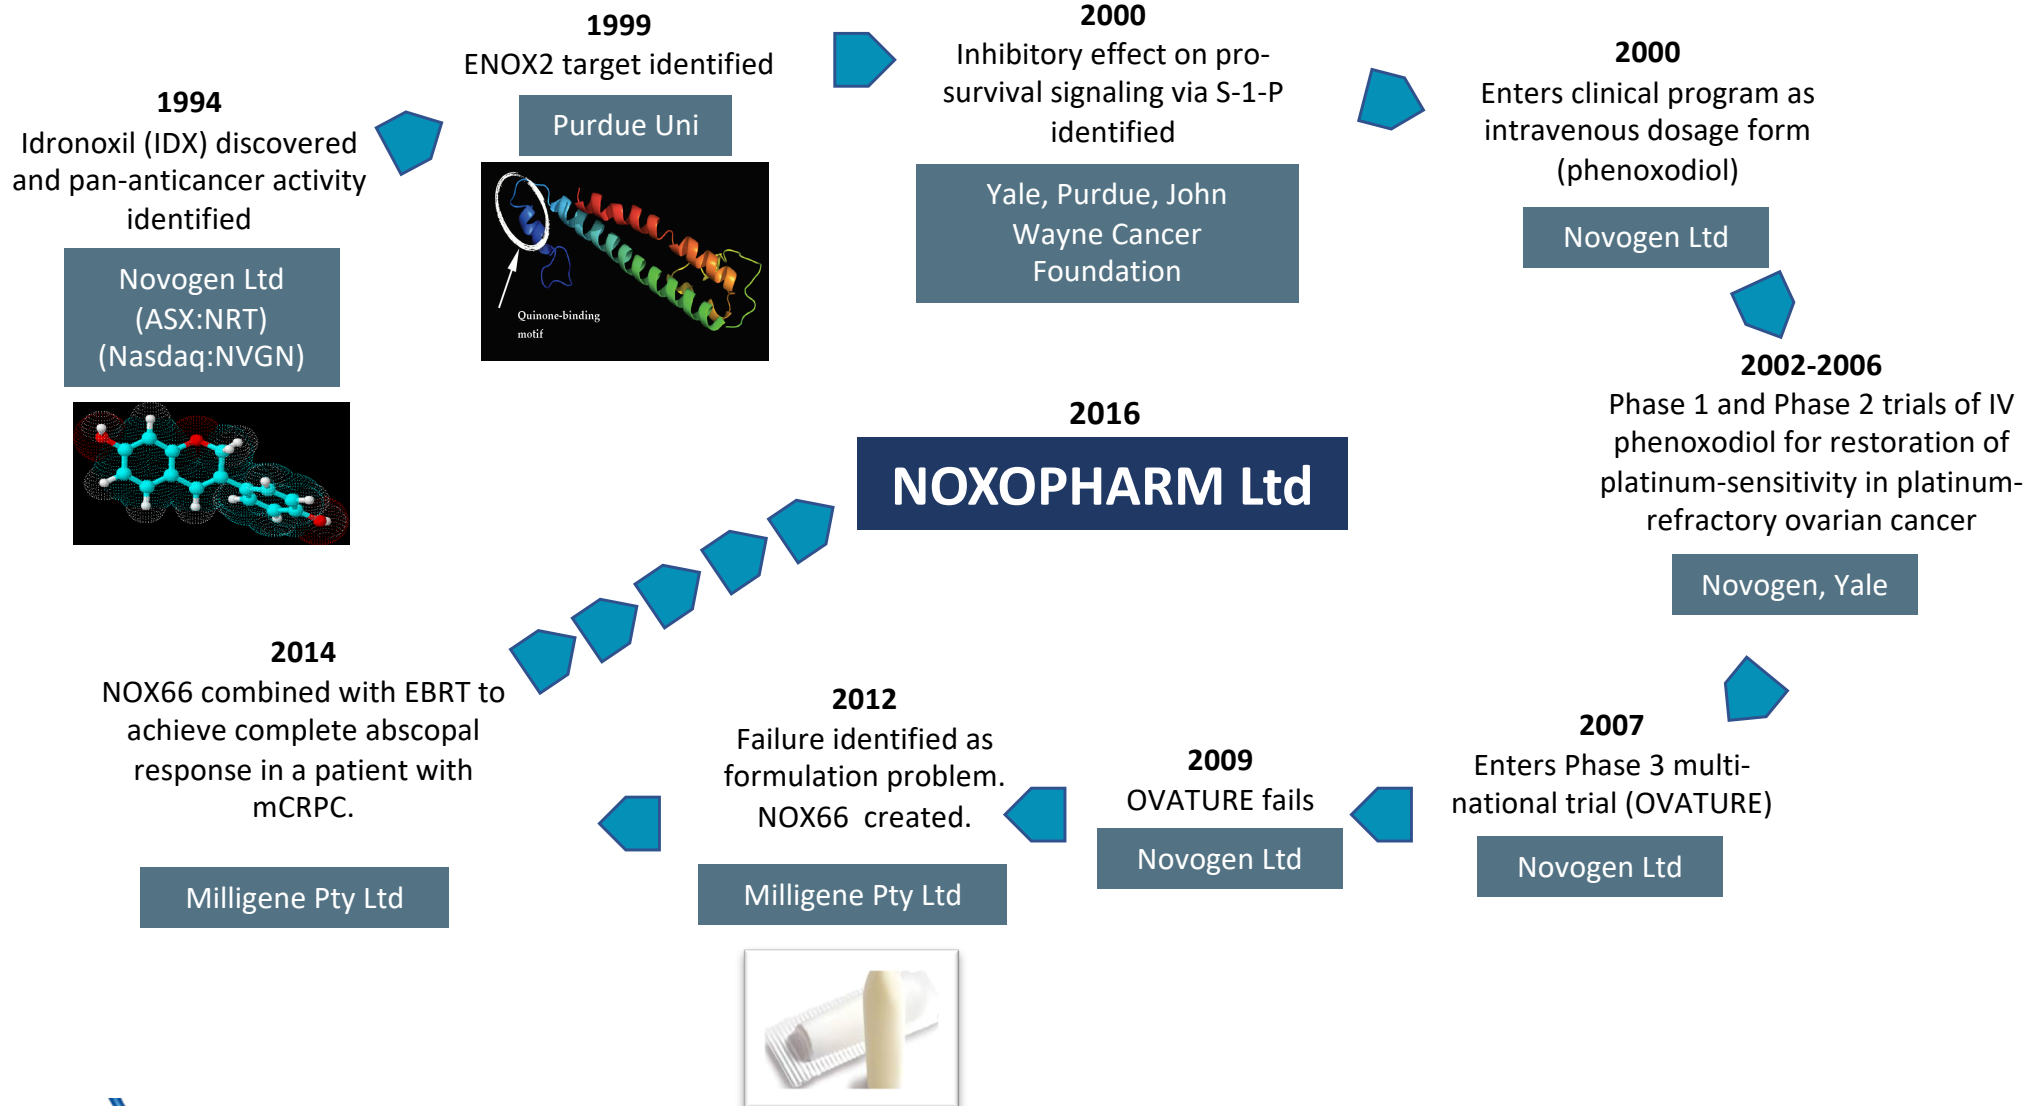 1994
Idronoxil (IDX) discovered
and pan-anticancer activity
identified
Novogen Ltd
(ASX:NRT)
(Nasdaq:NVGN)
1999
ENOX2 target identified
Purdue Uni
Quinone-binding
motif
2000
Inhibitory effect on pro-
survival signaling via S-1-P
identified
Yale, Purdue, John
Wayne Cancer
Foundation
2000
Enters clinical program as
intravenous dosage form
(phenoxodiol)
Novogen Ltd
2002-2006
Phase 1 and Phase 2 trials of IV
phenoxodiol for restoration of
platinum-sensitivity in platinum-
refractory ovarian cancer
Novogen, Yale
2007
Enters Phase 3 multi-
national trial (OVATURE)
Novogen Ltd
2009
OVATURE fails
Novogen Ltd
2012
Failure identified as
formulation problem.
NOX66 created.
Milligene Pty Ltd
2014
NOX66 combined with EBRT to
achieve complete abscopal
response in a patient with
mCRPC.
Milligene Pty Ltd
2016
NOXOPHARM Ltd